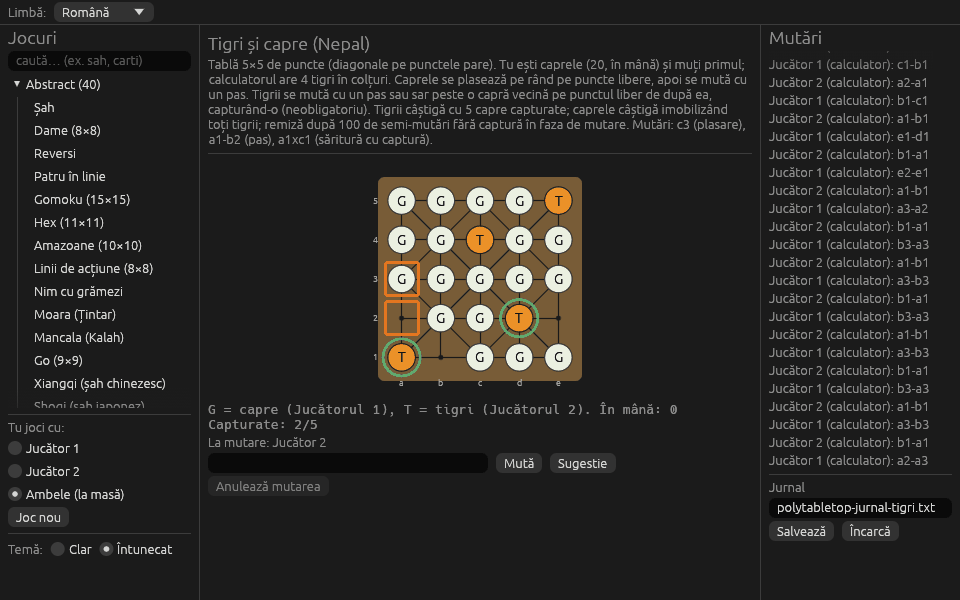 Limbă: Română
Jocuri
caută... (ex. sah, carti)
Abstract (40)
Șah
Dame (8×8)
Reversi
Patru în linie
Gomoku (15×15)
Hex (11×11)
Amazoane (10×10)
Linii de acțiune (8×8)
Nim cu grămezi
Moara (Țintar)
Mancala (Kalah)
Go (9×9)
Xiangqi (șah chinezesc)
Shogi (șah japonez)
Tu joci cu:
Jucător 1
Jucător 2
Ambele (la masă)
Joc nou
Temă: Clar Întunecat
Tigri și capre (Nepal)
Tablă 5×5 de puncte (diagonale pe punctele pare). Tu ești caprele (20, în mână) și muți primul;
calculatorul are 4 tigri în colțuri. Caprele se plasează pe rând pe puncte libere, apoi se mută cu
un pas. Tigrii se mută cu un pas sau sar peste o capră vecină pe punctul liber de după ea,
capturând-o (neobligatoriu). Tigrii câștigă cu 5 capre capturate; caprele câștigă imobilizând
toți tigrii; remiză după 100 de semi-mutări fără captură în faza de mutare. Mutări: c3 (plasare),
a1-b2 (pas), a1xc1 (săritură cu captură).
5 G G G G T
4 G G T G G
3 G G G G G
2 G G T
1 T G G G
a b c d e
G = capre (Jucătorul 1), T = tigri (Jucătorul 2). În mână: 0
Capturate: 2/5
La mutare: Jucător 2
Mută Sugestie
Anulează mutarea
Mutări
Jucător 1 (calculator): c1-b1
Jucător 2 (calculator): a2-a1
Jucător 1 (calculator): b1-c1
Jucător 2 (calculator): a1-b1
Jucător 1 (calculator): e1-d1
Jucător 2 (calculator): b1-a1
Jucător 1 (calculator): e2-e1
Jucător 2 (calculator): a1-b1
Jucător 1 (calculator): a3-a2
Jucător 2 (calculator): b1-a1
Jucător 1 (calculator): b3-a3
Jucător 2 (calculator): a1-b1
Jucător 1 (calculator): a3-b3
Jucător 2 (calculator): b1-a1
Jucător 1 (calculator): b3-a3
Jucător 2 (calculator): a1-b1
Jucător 1 (calculator): a3-b3
Jucător 2 (calculator): b1-a1
Jucător 1 (calculator): b3-a3
Jucător 2 (calculator): a1-b1
Jucător 1 (calculator): a3-b3
Jucător 2 (calculator): b1-a1
Jucător 1 (calculator): a2-a3
Jurnal
polytabletop-jurnal-tigri.txt
Salvează Încarcă